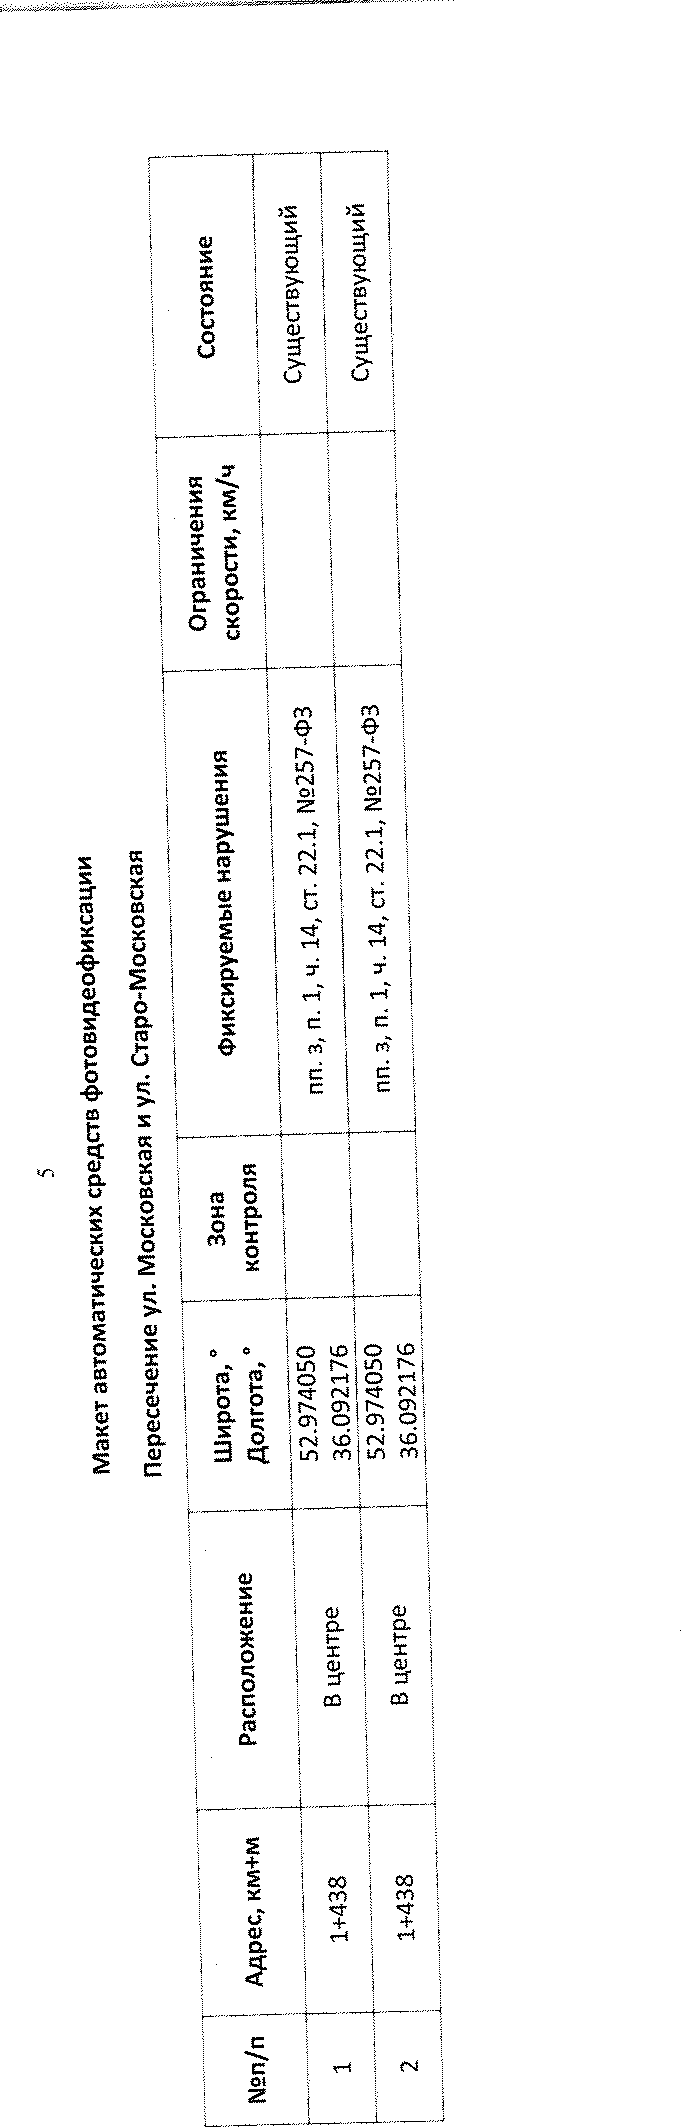 5
Макет автоматических средств фотовидеофиксации
Пересечение ул. Московская и ул. Старо-Московская
№п/п Адрес, км+м Расположение Широта, ° Долгота, ° Зона контроля Фиксируемые нарушения Ограничения скорости, км/ч Состояние
1 1+438 В центре 52.974050 36.092176 пп. з, п. 1, ч. 14, ст. 22.1, №257-ФЗ Существующий
2 1+438 В центре 52.974050 36.092176 пп. з, п. 1, ч. 14, ст. 22.1, №257-ФЗ Существующий